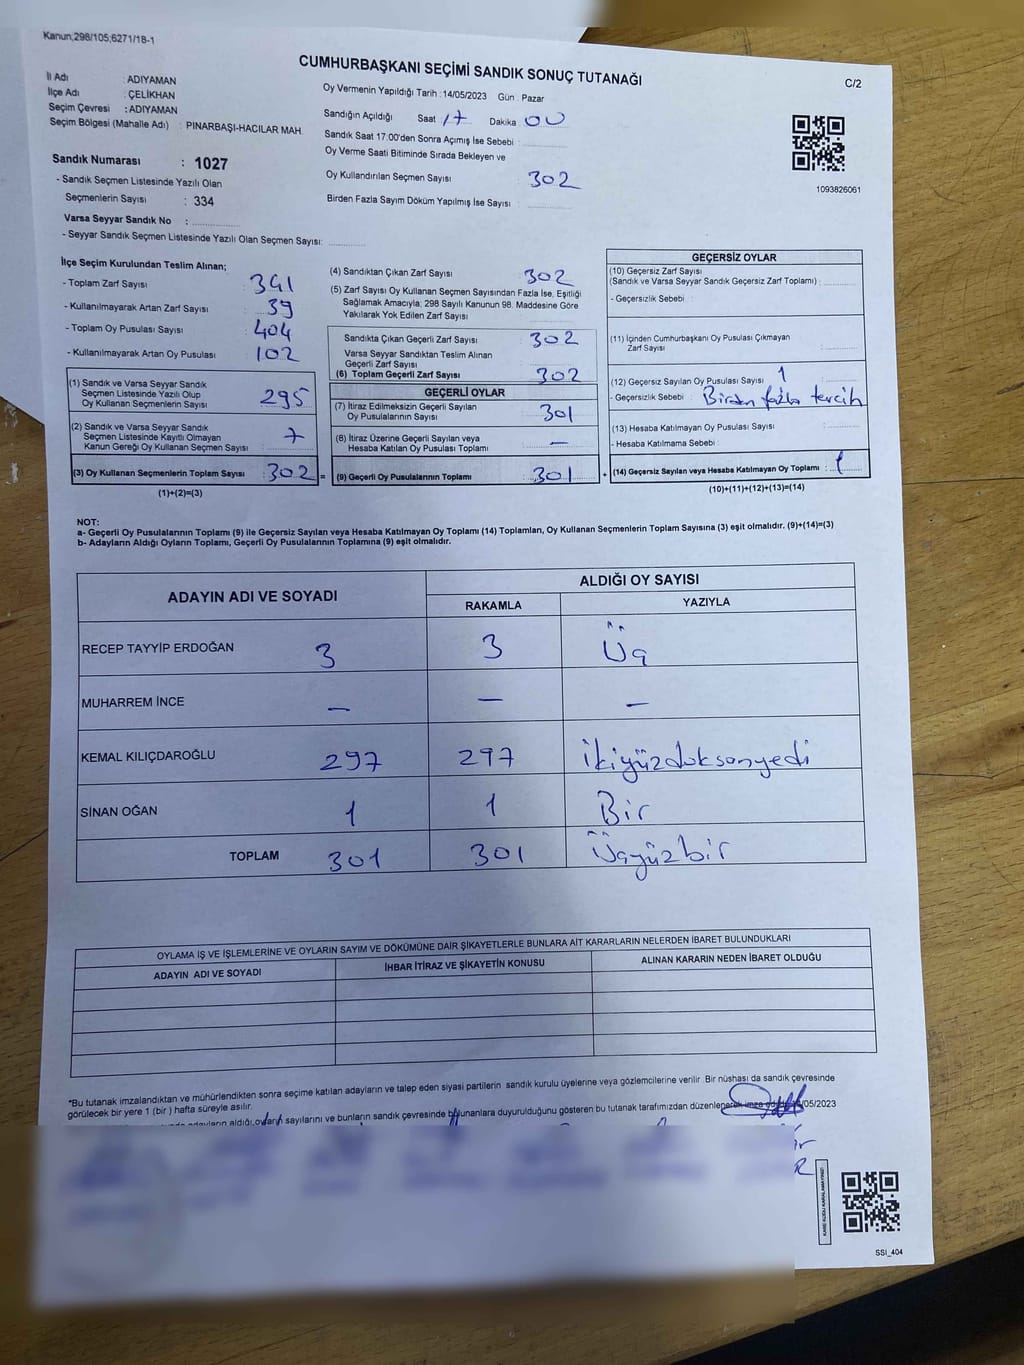 Kanun;298/105;6271/18-1
CUMHURBAŞKANI SEÇİMİ SANDIK SONUÇ TUTANAĞI
C/2
İl Adı : ADIYAMAN
İlçe Adı : ÇELİKHAN
Seçim Çevresi : ADIYAMAN
Seçim Bölgesi (Mahalle Adı) : PINARBAŞI-HACILAR MAH.
Sandık Numarası : 1027
- Sandık Seçmen Listesinde Yazılı Olan
Seçmenlerin Sayısı : 334
Varsa Seyyar Sandık No :
- Seyyar Sandık Seçmen Listesinde Yazılı Olan Seçmen Sayısı:
Oy Vermenin Yapıldığı Tarih : 14/05/2023 Gün : Pazar
Sandığın Açıldığı Saat 17 Dakika 00
Sandık Saat 17:00'den Sonra Açımış İse Sebebi :
Oy Verme Saati Bitiminde Sırada Bekleyen ve
Oy Kullandırılan Seçmen Sayısı : 302
Birden Fazla Sayım Döküm Yapılmış İse Sayısı :
1093826061
İlçe Seçim Kurulundan Teslim Alınan;
- Toplam Zarf Sayısı : 341
- Kullanılmayarak Artan Zarf Sayısı : 39
- Toplam Oy Pusulası Sayısı : 404
- Kullanılmayarak Artan Oy Pusulası : 102
(1) Sandık ve Varsa Seyyar Sandık
Seçmen Listesinde Yazılı Olup
Oy Kullanan Seçmenlerin Sayısı : 295
(2) Sandık ve Varsa Seyyar Sandık
Seçmen Listesinde Kayıtlı Olmayan
Kanun Gereği Oy Kullanan Seçmen Sayısı : 7
(3) Oy Kullanan Seçmenlerin Toplam Sayısı : 302 =
(1)+(2)=(3)
(4) Sandıktan Çıkan Zarf Sayısı : 302
(5) Zarf Sayısı Oy Kullanan Seçmen Sayısından Fazla İse, Eşitliği
Sağlamak Amacıyla; 298 Sayılı Kanunun 98. Maddesine Göre
Yakılarak Yok Edilen Zarf Sayısı
Sandıkta Çıkan Geçerli Zarf Sayısı : 302
Varsa Seyyar Sandıktan Teslim Alınan
Geçerli Zarf Sayısı
(6) Toplam Geçerli Zarf Sayısı : 302
GEÇERLİ OYLAR
(7) İtiraz Edilmeksizin Geçerli Sayılan
Oy Pusulalarının Sayısı : 301
(8) İtiraz Üzerine Geçerli Sayılan veya
Hesaba Katılan Oy Pusulası Toplamı : —
(9) Geçerli Oy Pusulalarının Toplamı : 301 +
GEÇERSİZ OYLAR
(10) Geçersiz Zarf Sayısı
(Sandık ve Varsa Seyyar Sandık Geçersiz Zarf Toplamı) :
- Geçersizlik Sebebi :
(11) İçinden Cumhurbaşkanı Oy Pusulası Çıkmayan
Zarf Sayısı :
(12) Geçersiz Sayılan Oy Pusulası Sayısı : 1
- Geçersizlik Sebebi : Birden fazla tercih
(13) Hesaba Katılmayan Oy Pusulası Sayısı :
- Hesaba Katılmama Sebebi :
(14) Geçersiz Sayılan veya Hesaba Katılmayan Oy Toplamı : 1
(10)+(11)+(12)+(13)=(14)
NOT:
a- Geçerli Oy Pusulalarının Toplamı (9) ile Geçersiz Sayılan veya Hesaba Katılmayan Oy Toplamı (14) Toplamları, Oy Kullanan Seçmenlerin Toplam Sayısına (3) eşit olmalıdır. (9)+(14)=(3)
b- Adayların Aldığı Oyların Toplamı, Geçerli Oy Pusulalarının Toplamına (9) eşit olmalıdır.
ADAYIN ADI VE SOYADI
ALDIĞI OY SAYISI
RAKAMLA YAZIYLA
RECEP TAYYİP ERDOĞAN 3 3 Üç
MUHARREM İNCE – – –
KEMAL KILIÇDAROĞLU 297 297 İkiyüzdoksanyedi
SİNAN OĞAN 1 1 Bir
TOPLAM 301 301 Üçyüzbir
OYLAMA İŞ VE İŞLEMLERİNE VE OYLARIN SAYIM VE DÖKÜMÜNE DAİR ŞİKAYETLERLE BUNLARA AİT KARARLARIN NELERDEN İBARET BULUNDUKLARI
ADAYIN ADI VE SOYADI İHBAR İTİRAZ VE ŞİKAYETİN KONUSU ALINAN KARARIN NEDEN İBARET OLDUĞU
*Bu tutanak imzalandıktan ve mühürlendikten sonra seçime katılan adayların ve talep eden siyasi partilerin sandık kurulu üyelerine veya gözlemcilerine verilir. Bir nüshası da sandık çevresinde
görülecek bir yere 1 (bir ) hafta süreyle asılır.
adayların aldığı oyların sayılarını ve bunların sandık çevresinde bulunanlara duyurulduğunu gösteren bu tutanak tarafımızdan düzenlenerek imza /05/2023
SSI_404